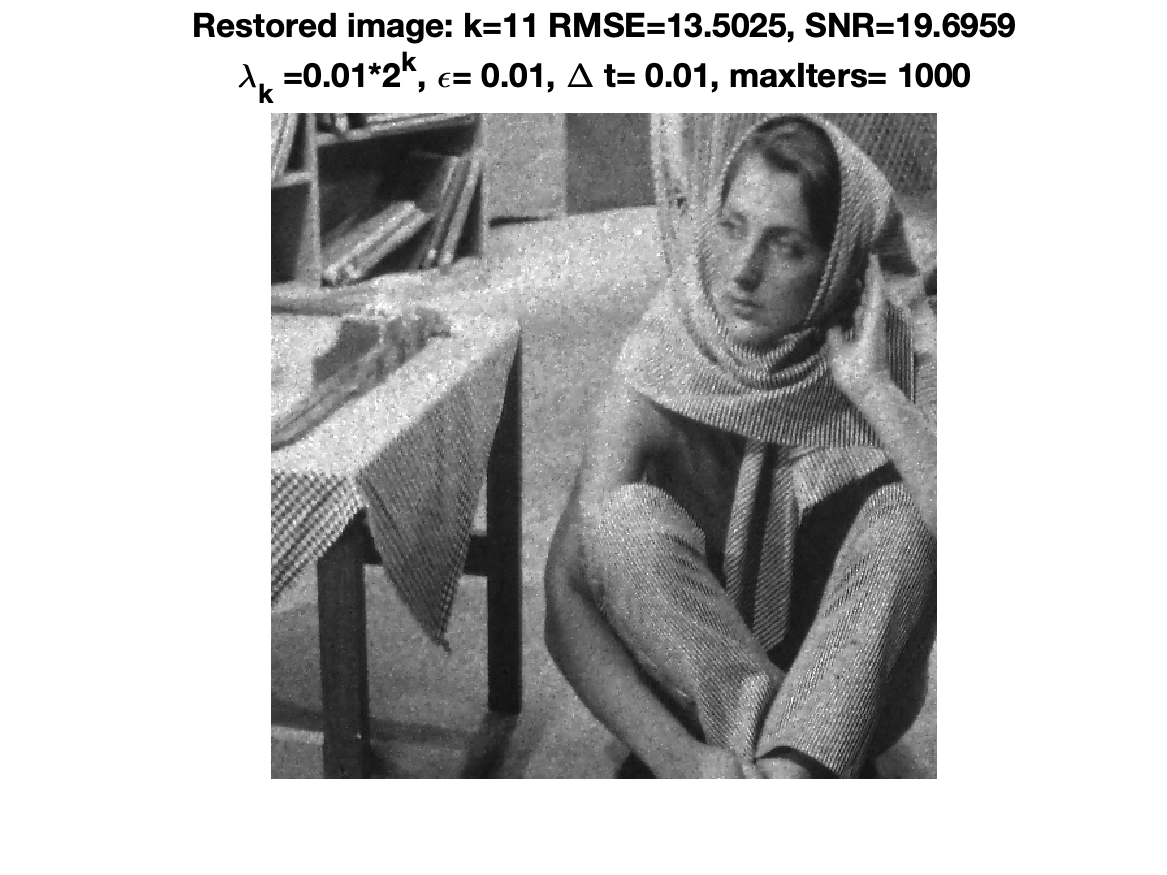 Restored image: k=11 RMSE=13.5025, SNR=19.6959
λₖ =0.01*2ᵏ, ϵ= 0.01, Δ t= 0.01, maxIters= 1000